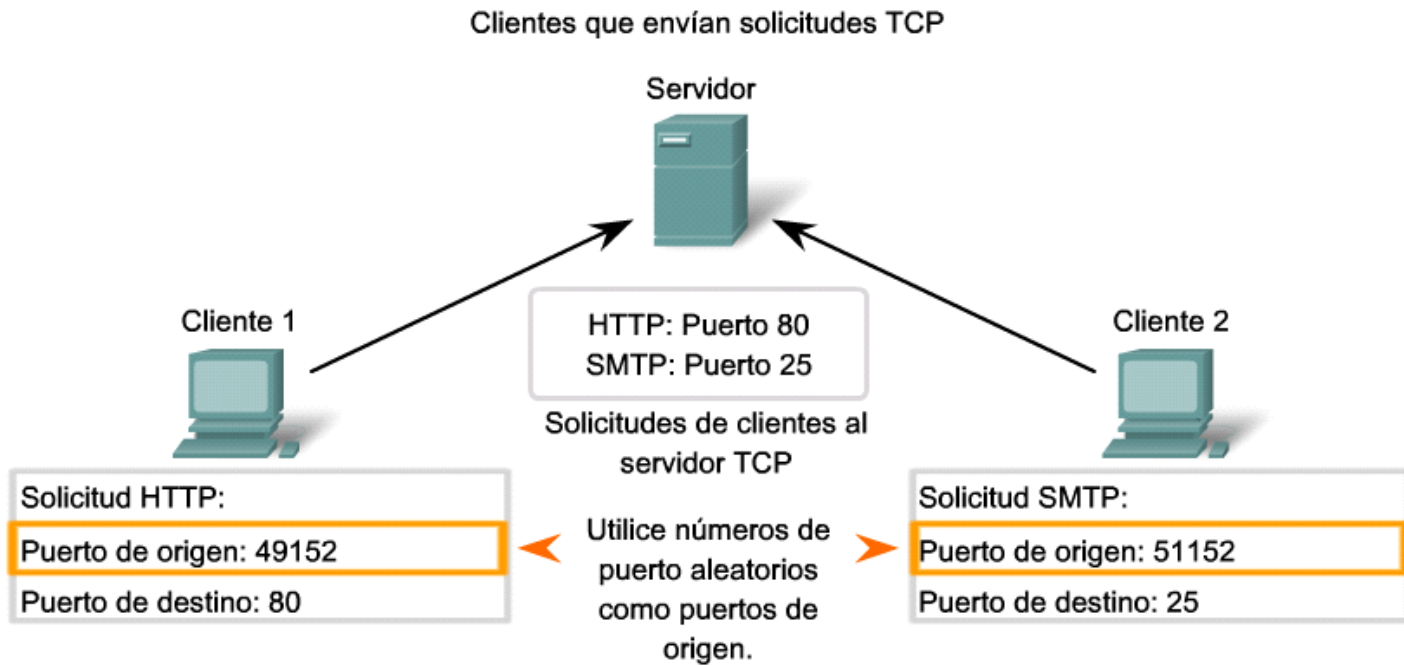 Clientes que envían solicitudes TCP
Servidor
Cliente 1
HTTP: Puerto 80
SMTP: Puerto 25
Cliente 2
Solicitudes de clientes al
servidor TCP
Solicitud HTTP:
Puerto de origen: 49152
Puerto de destino: 80
Utilice números de
puerto aleatorios
como puertos de
origen.
Solicitud SMTP:
Puerto de origen: 51152
Puerto de destino: 25